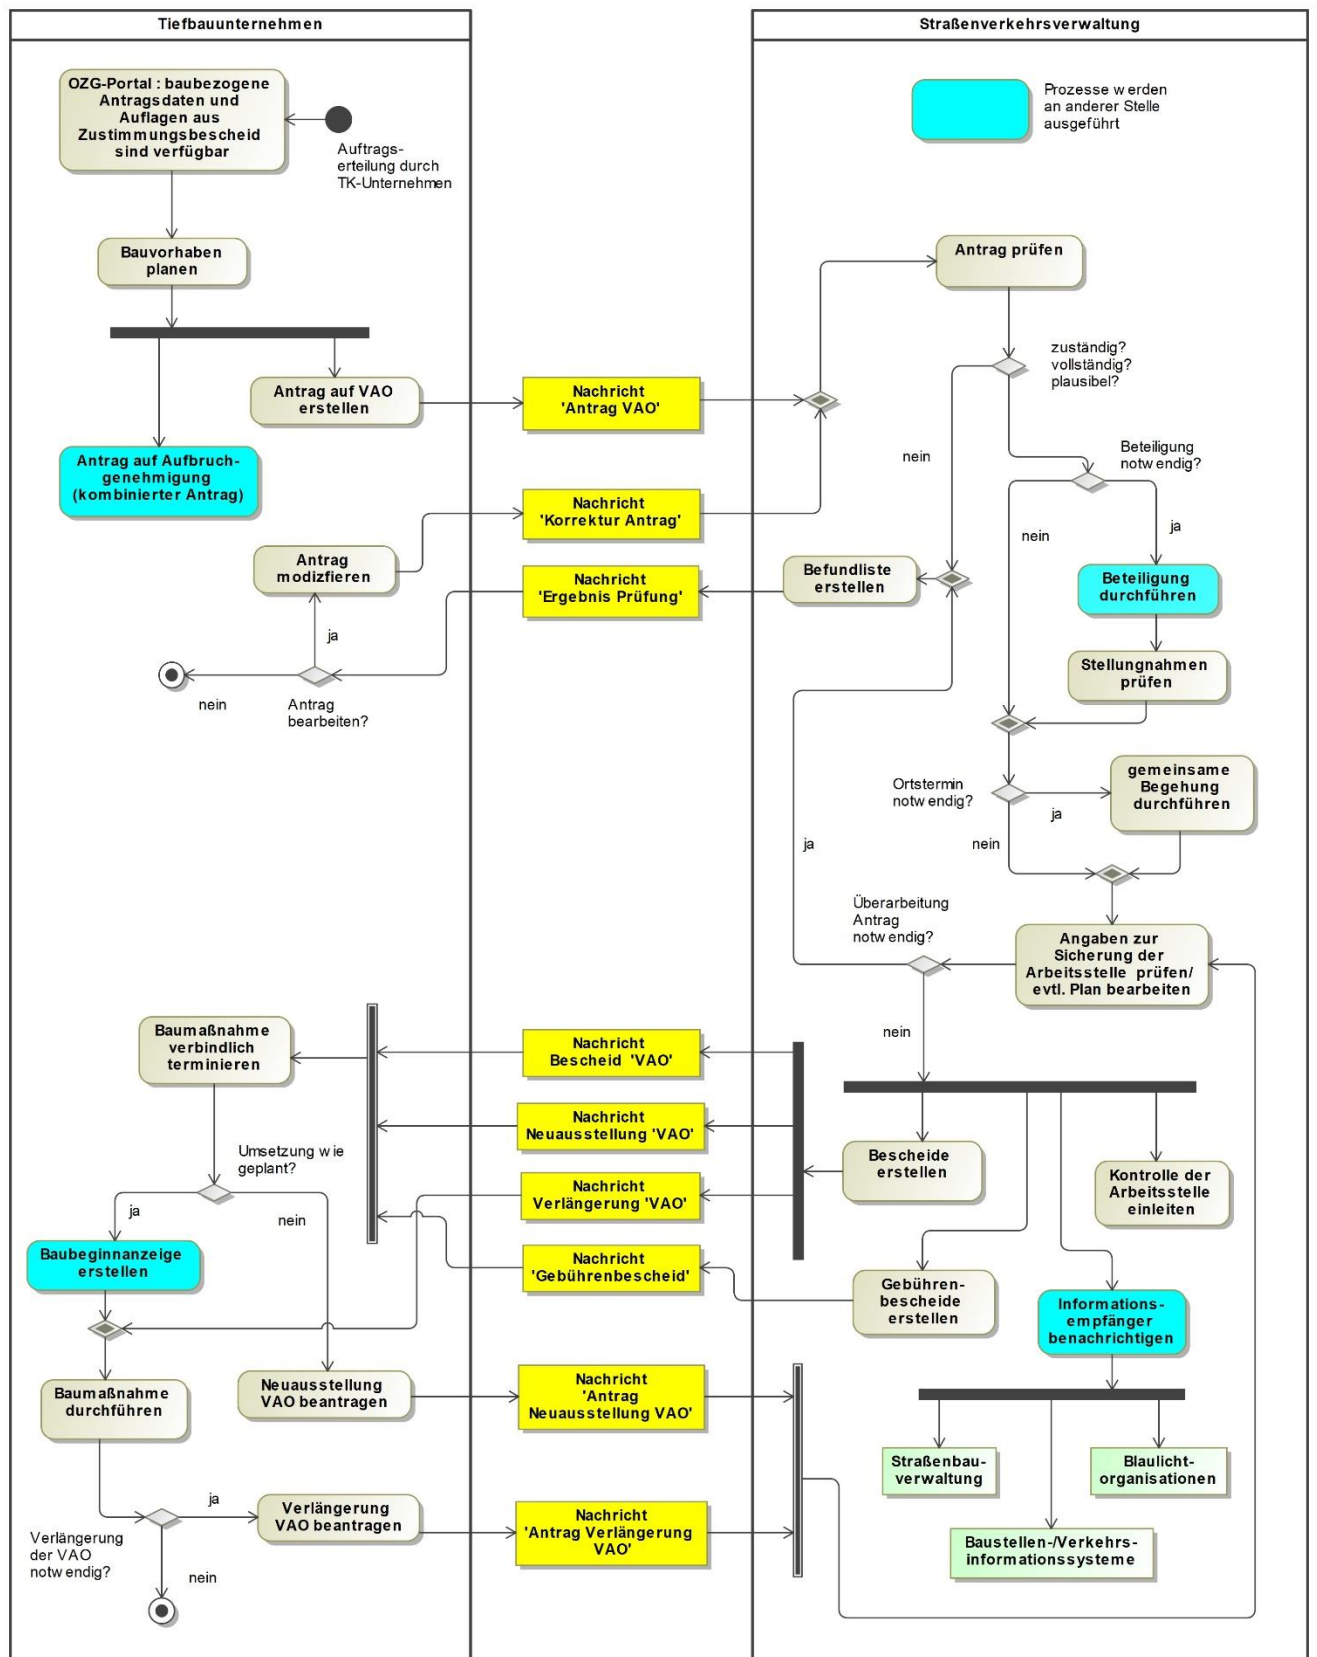 Tiefbauunternehmen
Straßenverkehrsverwaltung
OZG-Portal : baubezogene
Antragsdaten und
Auflagen aus
Zustimmungsbescheid
sind verfügbar
Auftrags-
erteilung durch
TK-Unternehmen
Prozesse werden
an anderer Stelle
ausgeführt
Bauvorhaben
planen
Antrag prüfen
zuständig?
vollständig?
plausibel?
Antrag auf VAO
erstellen
Nachricht
'Antrag VAO'
nein
Beteiligung
notwendig?
Antrag auf Aufbruch-
genehmigung
(kombinierter Antrag)
Nachricht
'Korrektur Antrag'
nein
ja
Antrag
modizfieren
Nachricht
'Ergebnis Prüfung'
Befundliste
erstellen
Beteiligung
durchführen
ja
nein
Antrag
bearbeiten?
Stellungnahmen
prüfen
Ortstermin
notwendig?
ja
gemeinsame
Begehung
durchführen
ja
nein
Überarbeitung
Antrag
notwendig?
Angaben zur
Sicherung der
Arbeitsstelle prüfen/
evtl. Plan bearbeiten
nein
Baumaßnahme
verbindlich
terminieren
Nachricht
Bescheid 'VAO'
Nachricht
Neuausstellung 'VAO'
Umsetzung wie
geplant?
Bescheide
erstellen
Kontrolle der
Arbeitsstelle
einleiten
Nachricht
Verlängerung 'VAO'
ja
nein
Baubeginnanzeige
erstellen
Nachricht
'Gebührenbescheid'
Gebühren-
bescheide
erstellen
Informations-
empfänger
benachrichtigen
Baumaßnahme
durchführen
Neuausstellung
VAO beantragen
Nachricht
'Antrag
Neuausstellung VAO'
Straßenbau-
verwaltung
Blaulicht-
organisationen
ja
Verlängerung
VAO beantragen
Nachricht
'Antrag Verlängerung
VAO'
Verlängerung
der VAO
notwendig?
nein
Baustellen-/Verkehrs-
informationssysteme